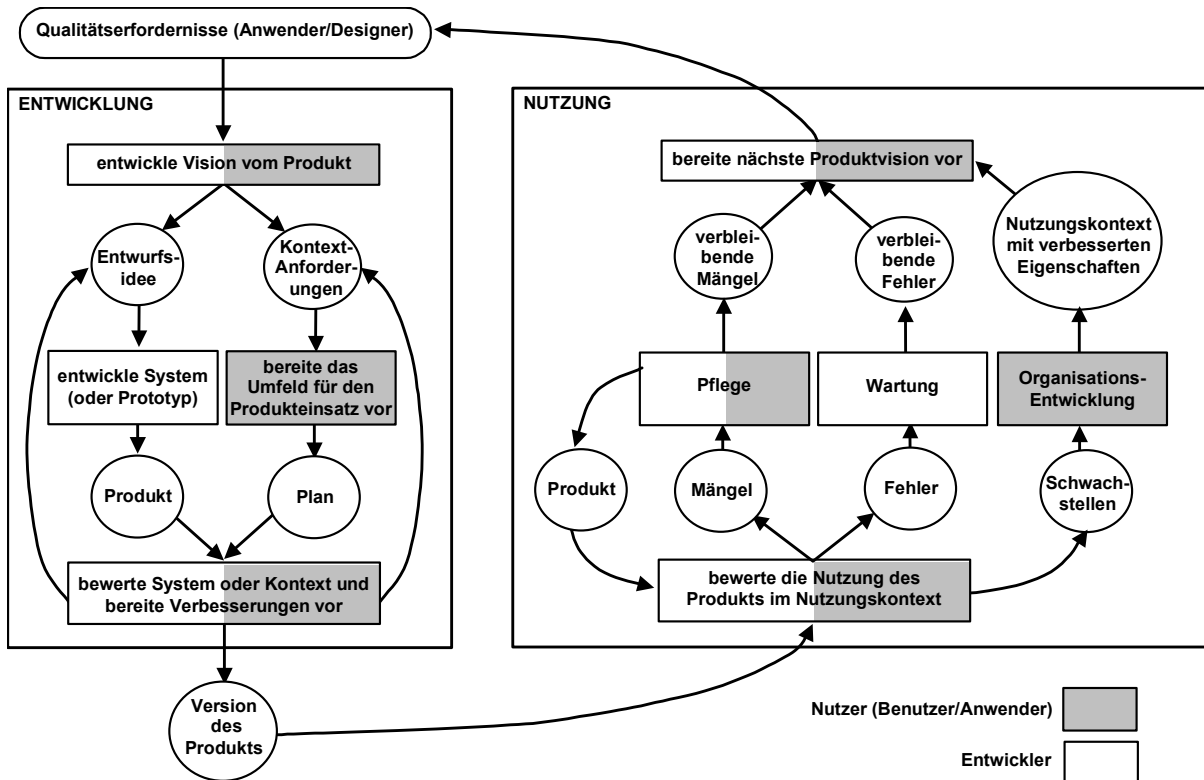 Qualitätserfordernisse (Anwender/Designer)
ENTWICKLUNG
entwickle Vision vom Produkt
Entwurfs-
idee
Kontext-
Anforder-
ungen
entwickle System
(oder Prototyp)
bereite das
Umfeld für den
Produkteinsatz vor
Produkt
Plan
bewerte System oder Kontext und
bereite Verbesserungen vor
Version
des
Produkts
NUTZUNG
bereite nächste Produktvision vor
verblei-
bende
Mängel
verblei-
bende
Fehler
Nutzungskontext
mit verbesserten
Eigenschaften
Pflege
Wartung
Organisations-
Entwicklung
Produkt
Mängel
Fehler
Schwach-
stellen
bewerte die Nutzung des
Produkts im Nutzungskontext
Nutzer (Benutzer/Anwender)
Entwickler